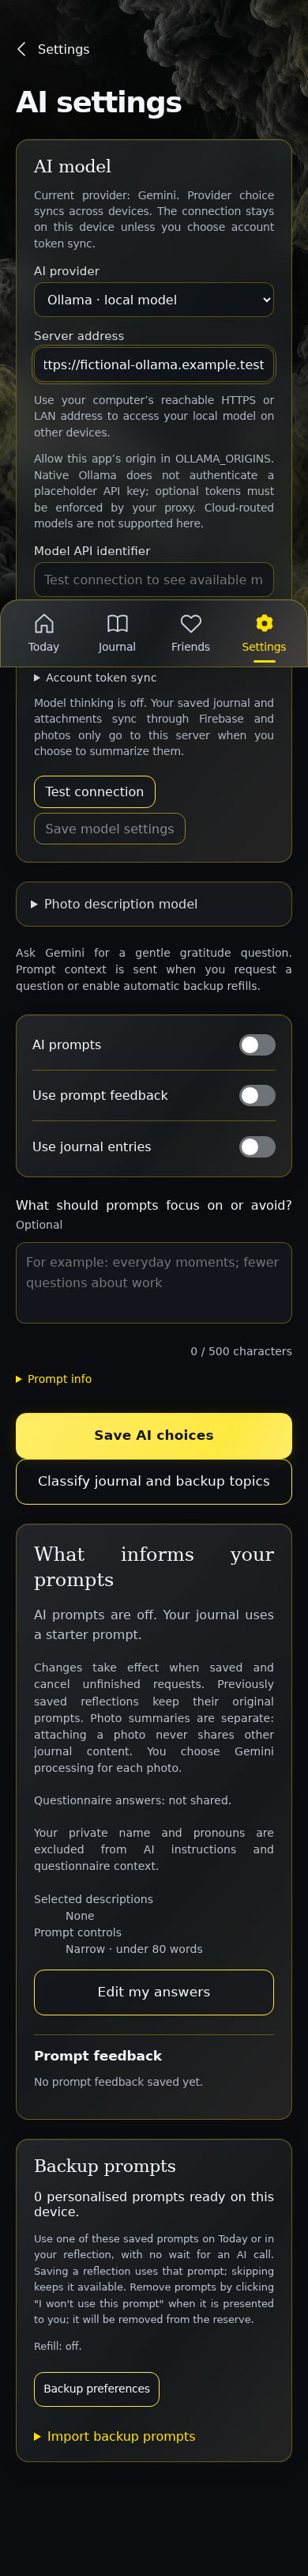 Settings
AI settings
AI model
Current provider: Gemini. Provider choice
syncs across devices. The connection stays
on this device unless you choose account
token sync.
AI provider
Ollama · local model
Server address
ttps://fictional-ollama.example.test
Use your computer's reachable HTTPS or
LAN address to access your local model on
other devices.
Allow this app's origin in OLLAMA_ORIGINS.
Native Ollama does not authenticate a
placeholder API key; optional tokens must
be enforced by your proxy. Cloud-routed
models are not supported here.
Model API identifier
Test connection to see available m
Today
Journal
Friends
Settings
Account token sync
Model thinking is off. Your saved journal and
attachments sync through Firebase and
photos only go to this server when you
choose to summarize them.
Test connection
Save model settings
Photo description model
Ask Gemini for a gentle gratitude question.
Prompt context is sent when you request a
question or enable automatic backup refills.
AI prompts
Use prompt feedback
Use journal entries
What should prompts focus on or avoid?
Optional
For example: everyday moments; fewer
questions about work
0 / 500 characters
Prompt info
Save AI choices
Classify journal and backup topics
What informs your
prompts
AI prompts are off. Your journal uses
a starter prompt.
Changes take effect when saved and
cancel unfinished requests. Previously
saved reflections keep their original
prompts. Photo summaries are separate:
attaching a photo never shares other
journal content. You choose Gemini
processing for each photo.
Questionnaire answers: not shared.
Your private name and pronouns are
excluded from AI instructions and
questionnaire context.
Selected descriptions
None
Prompt controls
Narrow · under 80 words
Edit my answers
Prompt feedback
No prompt feedback saved yet.
Backup prompts
0 personalised prompts ready on this
device.
Use one of these saved prompts on Today or in
your reflection, with no wait for an AI call.
Saving a reflection uses that prompt; skipping
keeps it available. Remove prompts by clicking
"I won't use this prompt" when it is presented
to you; it will be removed from the reserve.
Refill: off.
Backup preferences
Import backup prompts